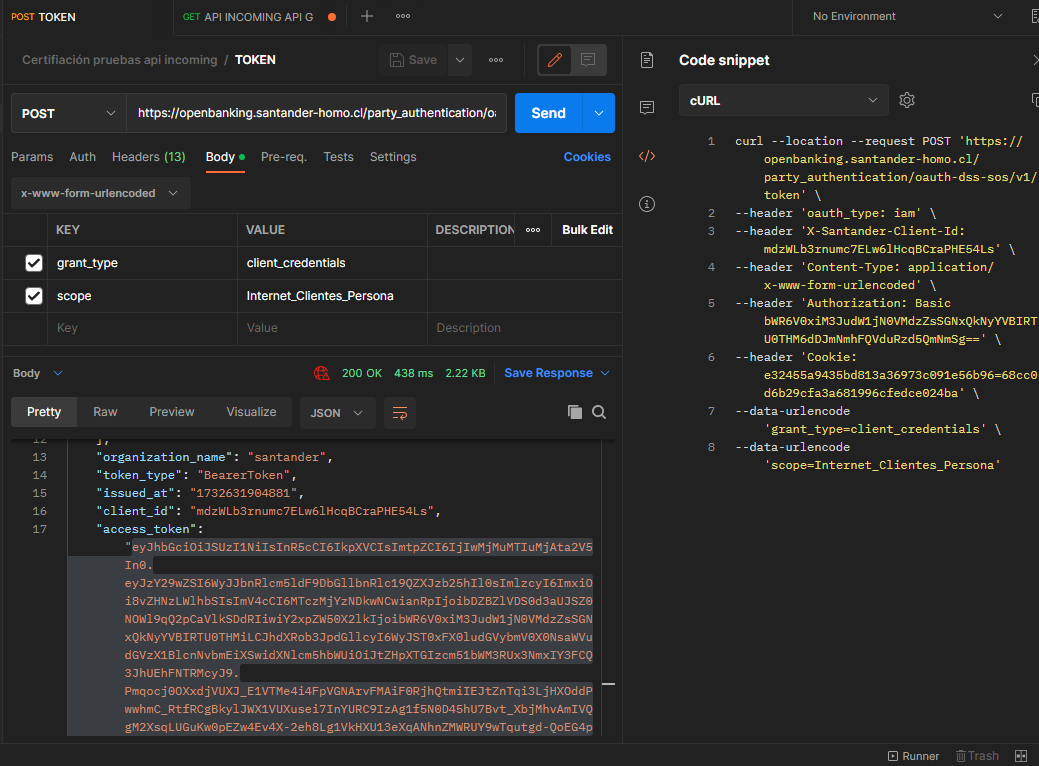 POST TOKEN
GET API INCOMING API G
No Environment
Certifiación pruebas api incoming / TOKEN
Save
POST
https://openbanking.santander-homo.cl/party_authentication/oa
Send
Params
Auth
Headers (13)
Body
Pre-req.
Tests
Settings
Cookies
x-www-form-urlencoded
KEY
VALUE
DESCRIPTION
Bulk Edit
grant_type
client_credentials
scope
Internet_Clientes_Persona
Key
Value
Description
Body
200 OK
438 ms
2.22 KB
Save Response
Pretty
Raw
Preview
Visualize
JSON
12 ],
13 "organization_name": "santander",
14 "token_type": "BearerToken",
15 "issued_at": "1732631904881",
16 "client_id": "mdzWLb3rnumc7ELw6lHcqBCraPHE54Ls",
17 "access_token":
Code snippet
cURL
1 curl --location --request POST 'https://
openbanking.santander-homo.cl/
party_authentication/oauth-dss-sos/v1/
token' \
2 --header 'oauth_type: iam' \
3 --header 'X-Santander-Client-Id:
mdzWLb3rnumc7ELw6lHcqBCraPHE54Ls' \
4 --header 'Content-Type: application/
x-www-form-urlencoded' \
5 --header 'Authorization: Basic
6 --header 'Cookie:
e32455a9435bd813a36973c091e56b96=68cc0
d6b29cfa3a681996cfedce024ba' \
7 --data-urlencode
'grant_type=client_credentials' \
8 --data-urlencode
'scope=Internet_Clientes_Persona'
Runner
Trash